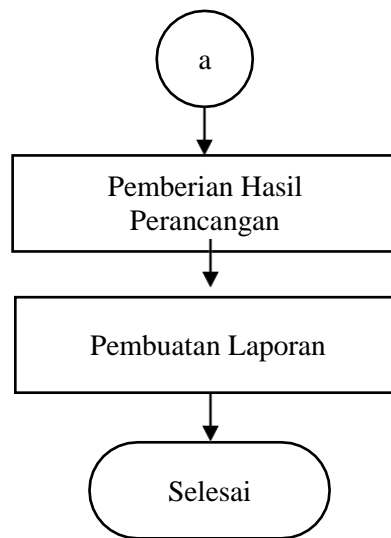 a
Pemberian Hasil
Perancangan
Pembuatan Laporan
Selesai